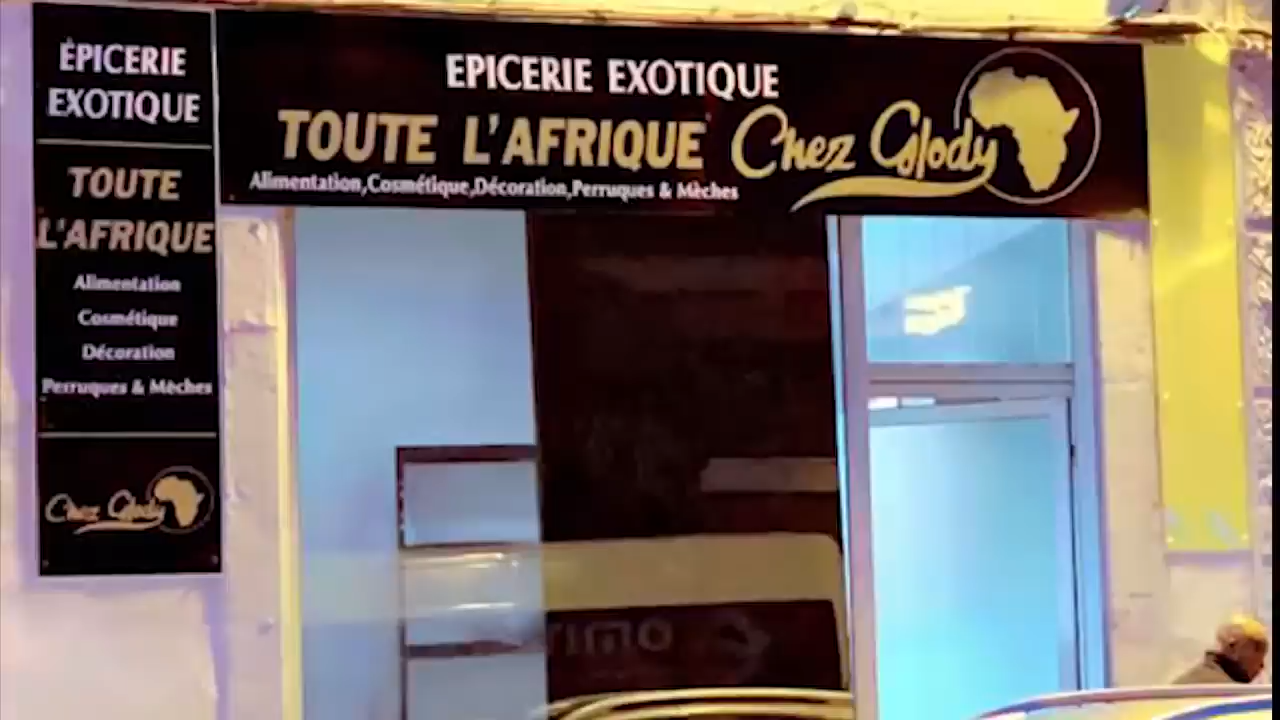 ÉPICERIE
EXOTIQUE
TOUTE
L'AFRIQUE
Alimentation
Cosmétique
Décoration
Perruques & Mèches
Chez Glody
EPICERIE EXOTIQUE
TOUTE L'AFRIQUE Chez Glody
Alimentation,Cosmétique,Décoration,Perruques & Mèches